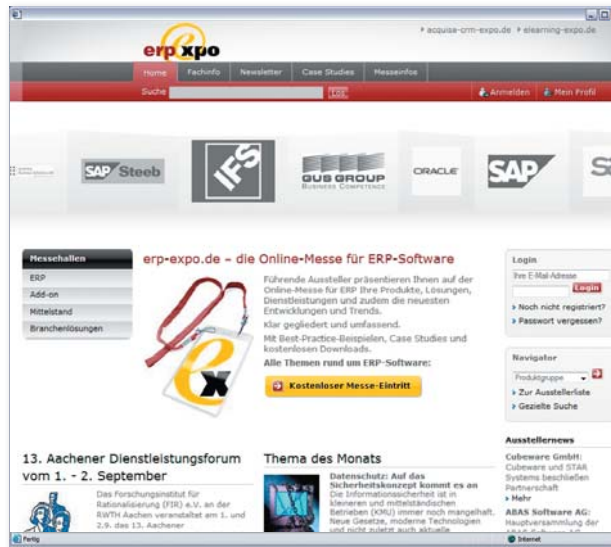 acquisa-crm-expo.de elearning-expo.de
erp expo
Home Fachinfo Newsletter Case Studies Messeinfos
Suche Los Anmelden Mein Profil
SAP Steeb
IFS
GUS GROUP
BUSINESS COMPETENCE
ORACLE
SAP
Messehallen
ERP
Add-on
Mittelstand
Branchenlösungen
erp-expo.de – die Online-Messe für ERP-Software
Führende Aussteller präsentieren Ihnen auf der
Online-Messe für ERP Ihre Produkte, Lösungen,
Dienstleistungen und zudem die neuesten
Entwicklungen und Trends.
Klar gegliedert und umfassend.
Mit Best-Practice-Beispielen, Case Studies und
kostenlosen Downloads.
Alle Themen rund um ERP-Software:
Kostenloser Messe-Eintritt
ex
Login
Ihre E-Mail-Adresse
Login
Noch nicht registriert?
Passwort vergessen?
Navigator
Produktgruppe
Zur Ausstellerliste
Gezielte Suche
Ausstellernews
Cubeware GmbH:
Cubeware und STAR
Systems beschließen
Partnerschaft
Mehr
ABAS Software AG:
Hauptversammlung der
13. Aachener Dienstleistungsforum
vom 1. - 2. September
Das Forschungsinstitut für
Rationalisierung (FIR) e.V. an der
RWTH Aachen veranstaltet am 1. und
2.9. das 13. Aachener
Thema des Monats
Datenschutz: Auf das
Sicherheitskonzept kommt es an
Die Informationssicherheit ist in
kleineren und mittelständischen
Betrieben (KMU) immer noch mangelhaft.
Neue Gesetze, moderne Technologien
und nicht zuletzt auch aktuelle
Fertig Internet